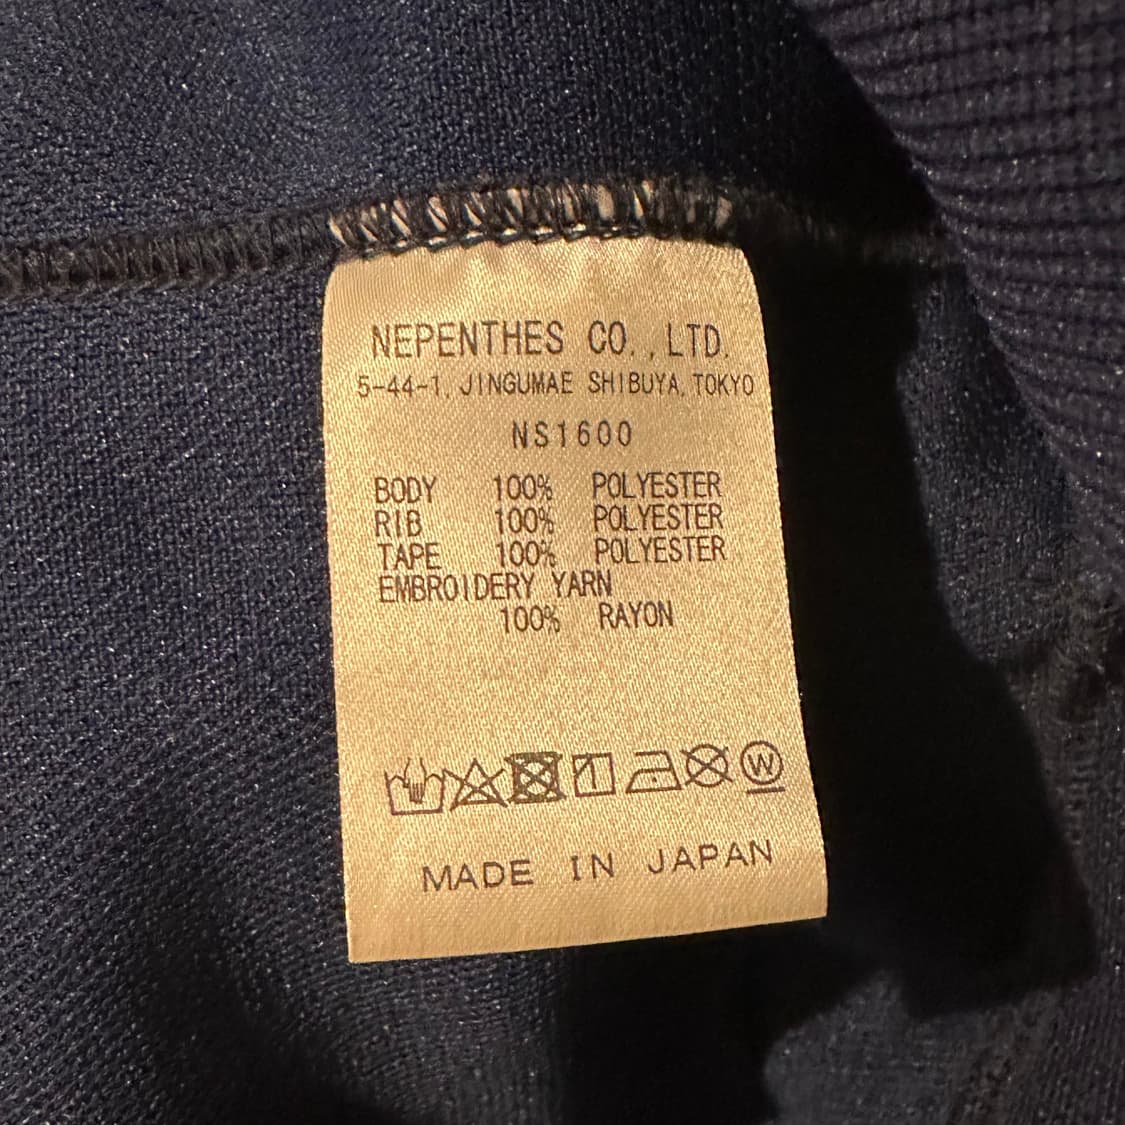 NEPENTHES CO., LTD.
5-44-1, JINGUMAE SHIBUYA, TOKYO
NS1600
BODY 100% POLYESTER
RIB 100% POLYESTER
TAPE 100% POLYESTER
EMBROIDERY YARN
100% RAYON
W
MADE IN JAPAN